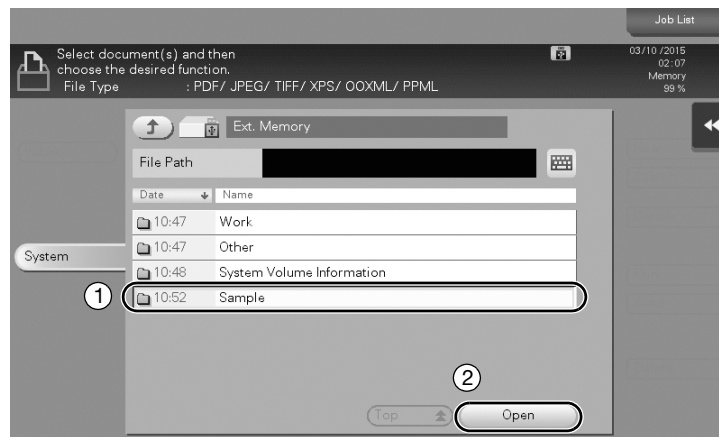 Job List
Select document(s) and then
choose the desired function.
File Type : PDF/ JPEG/ TIFF/ XPS/ OOXML/ PPML
03/10 /2015
02:07
Memory
99 %
Ext. Memory
File Path
Date Name
10:47 Work
10:47 Other
System
10:48 System Volume Information
1 10:52 Sample
2
Top Open